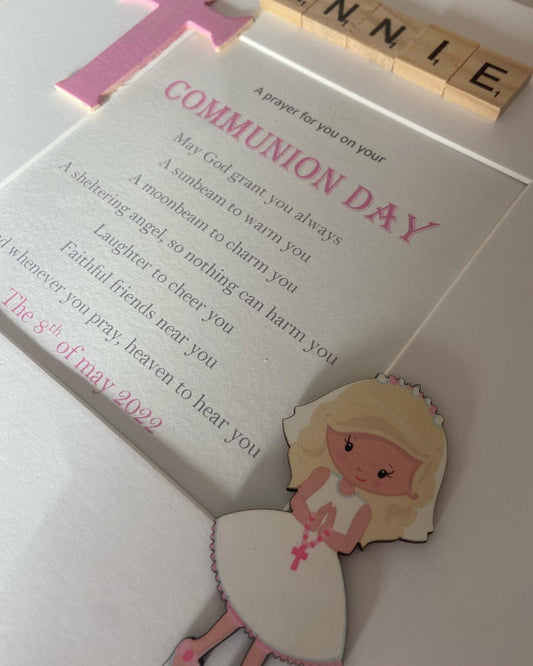 NNIE
A prayer for you on your
COMMUNION DAY
May God grant you always
A sunbeam to warm you
A moonbeam to charm you
A sheltering angel, so nothing can harm you
Laughter to cheer you
Faithful friends near you
whenever you pray, heaven to hear you
The 8th of may 2022